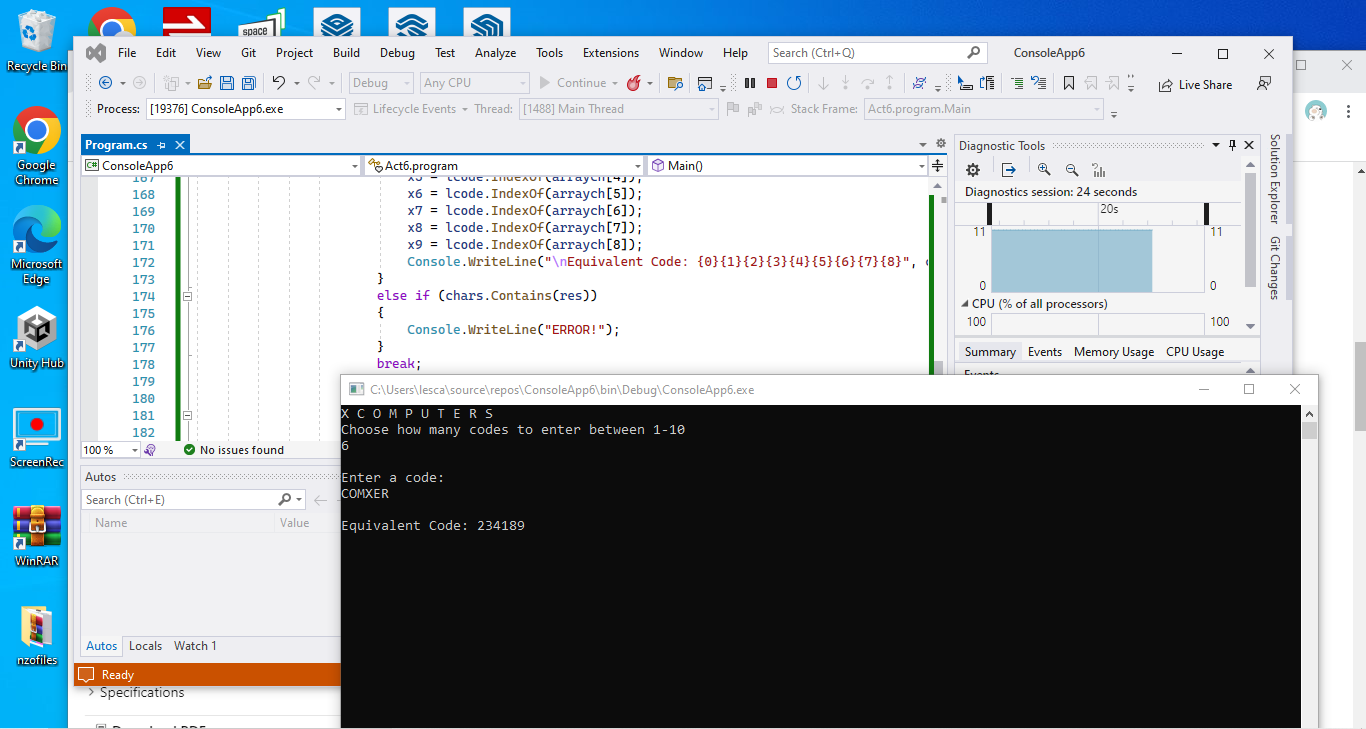 Recycle Bin
Google Chrome
Microsoft Edge
Unity Hub
ScreenRec
WinRAR
nzofiles
space
File Edit View Git Project Build Debug Test Analyze Tools Extensions Window Help Search (Ctrl+Q) ConsoleApp6
Debug Any CPU Continue Live Share
Process: [19376] ConsoleApp6.exe Lifecycle Events Thread: [1488] Main Thread Stack Frame: Act6.program.Main
Program.cs
C# ConsoleApp6 Act6.program Main()
167 x5 = lcode.IndexOf(arraych[4]);
168 x6 = lcode.IndexOf(arraych[5]);
169 x7 = lcode.IndexOf(arraych[6]);
170 x8 = lcode.IndexOf(arraych[7]);
171 x9 = lcode.IndexOf(arraych[8]);
172 Console.WriteLine("\nEquivalent Code: {0}{1}{2}{3}{4}{5}{6}{7}{8}",
173 }
174 else if (chars.Contains(res))
175 {
176 Console.WriteLine("ERROR!");
177 }
178 break;
179
180
181
182
100 % No issues found
Autos
Search (Ctrl+E)
Name Value
Autos Locals Watch 1
Ready
Specifications
Diagnostic Tools
Diagnostics session: 24 seconds
20s
11 11
0 0
CPU (% of all processors)
100 100
Summary Events Memory Usage CPU Usage
Events
Solution Explorer
Git Changes
C:\Users\lesca\source\repos\ConsoleApp6\bin\Debug\ConsoleApp6.exe
X C O M P U T E R S
Choose how many codes to enter between 1-10
6
Enter a code:
COMXER
Equivalent Code: 234189